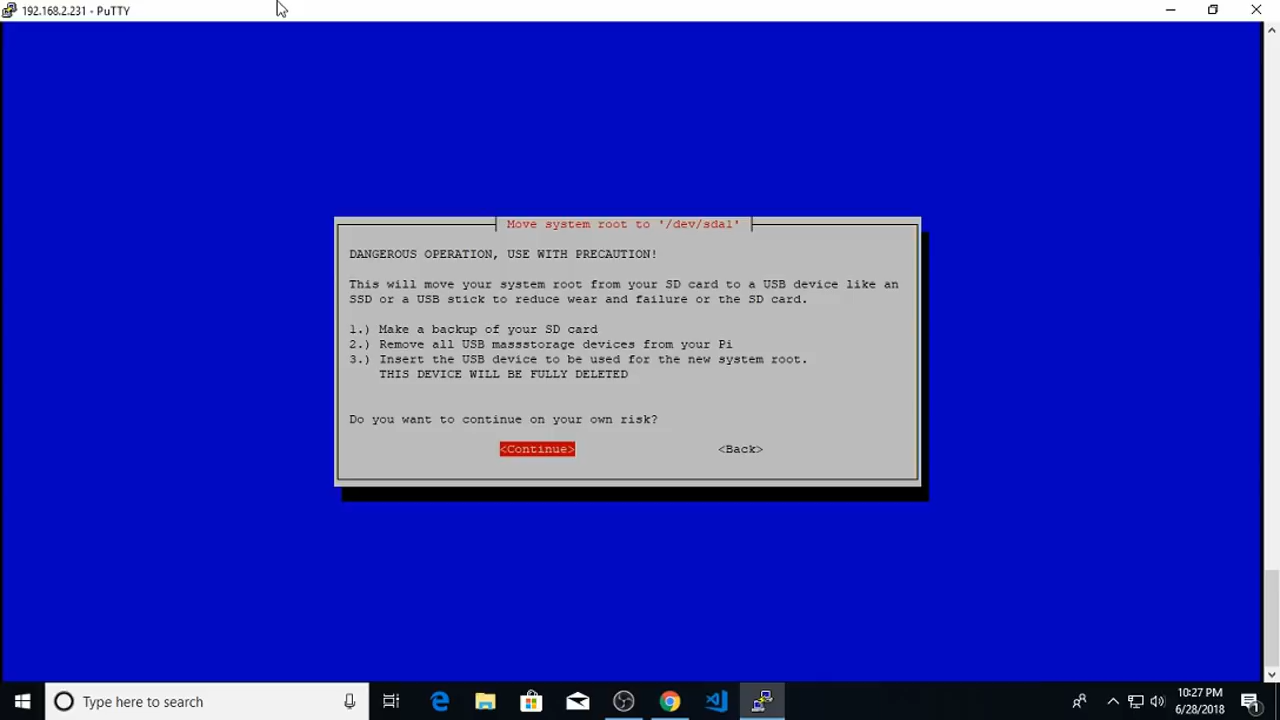 192.168.2.231 - PuTTY
Move system root to '/dev/sda1'
DANGEROUS OPERATION, USE WITH PRECAUTION!
This will move your system root from your SD card to a USB device like an
SSD or a USB stick to reduce wear and failure or the SD card.
1.) Make a backup of your SD card
2.) Remove all USB massstorage devices from your Pi
3.) Insert the USB device to be used for the new system root.
THIS DEVICE WILL BE FULLY DELETED
Do you want to continue on your own risk?
<Continue> <Back>
Type here to search
10:27 PM
6/28/2018
1